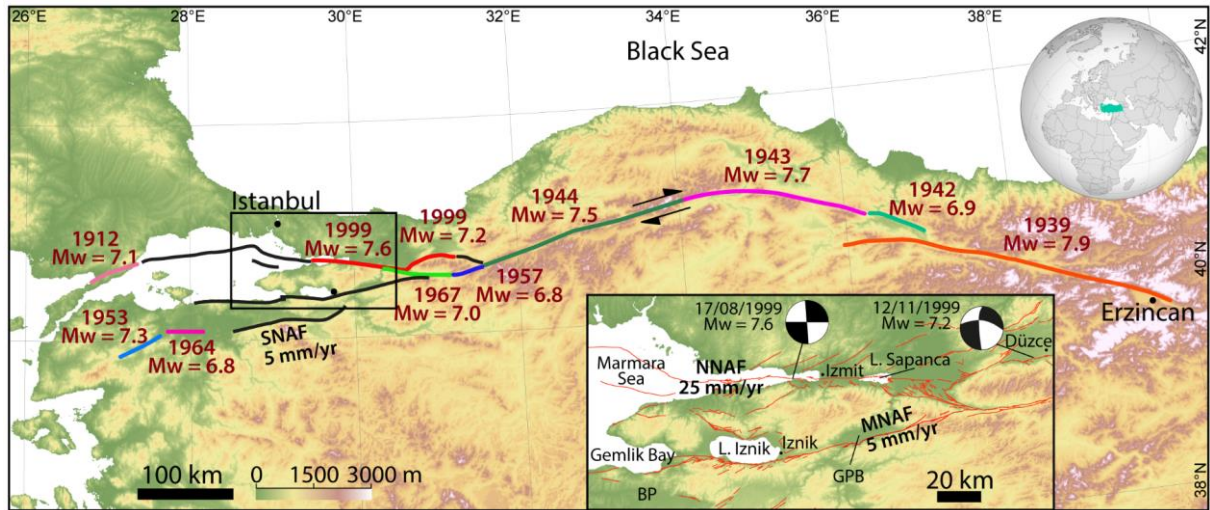 26°E
28°E
30°E
32°E
34°E
36°E
38°E
42°N
Black Sea
1943
Mw = 7.7
1944
Mw = 7.5
1942
Mw = 6.9
Istanbul
1999
Mw = 7.2
1939
Mw = 7.9
1912
Mw = 7.1
1999
Mw = 7.6
40°N
1957
Mw = 6.8
1967
Mw = 7.0
Erzincan
1953
Mw = 7.3
1964
Mw = 6.8
SNAF
5 mm/yr
17/08/1999
Mw = 7.6
12/11/1999
Mw = 7.2
Düzce
Marmara
Sea
NNAF
25 mm/yr
Izmit
L. Sapanca
MNAF
5 mm/yr
Gemlik Bay
L. Iznik
Iznik
GPB
BP
20 km
100 km
0 1500 3000 m
38°N